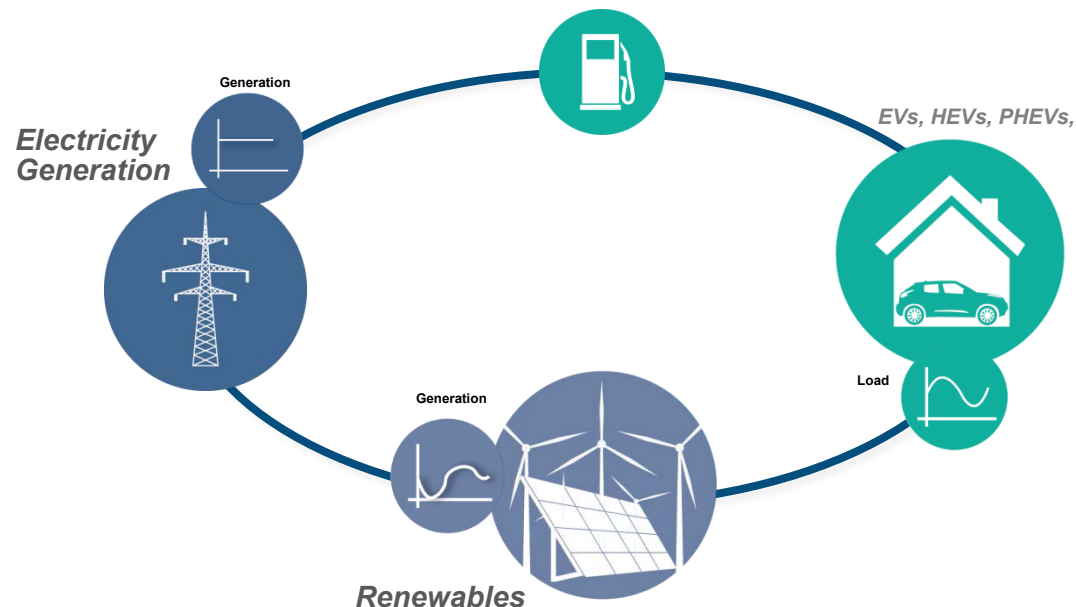 Generation
Electricity
Generation
EVs, HEVs, PHEVs,
Load
Generation
Renewables